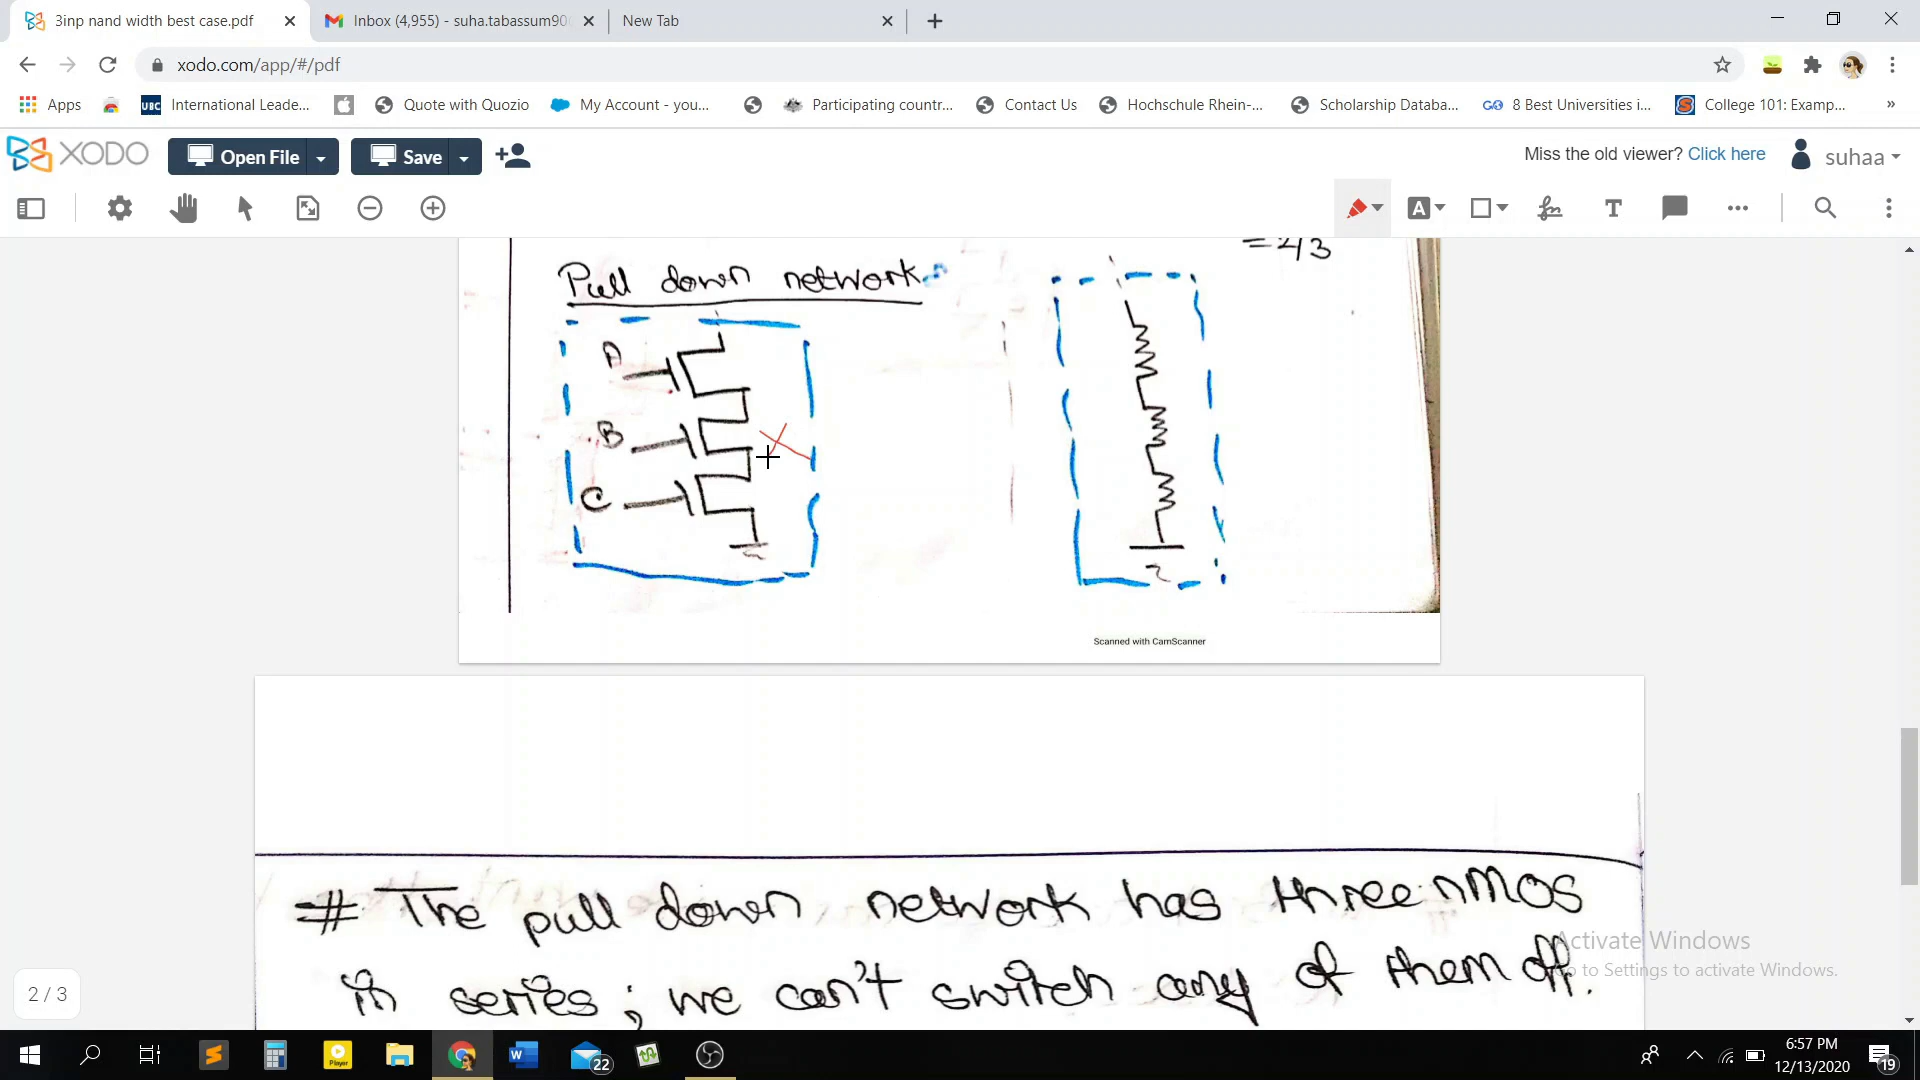 3inp nand width best case.pdf
Inbox (4,955) - suha.tabassum90
New Tab
xodo.com/app/#/pdf
Apps
UBC International Leade...
Quote with Quozio
My Account - you...
Participating countr...
Contact Us
Hochschule Rhein-...
Scholarship Databa...
8 Best Universities i...
College 101: Examp...
»
XODO
Open File
Save
Miss the old viewer? Click here
suhaa
Pull down network
A
B
C
Scanned with CamScanner
# The pull down network has three nMOS
in series; we can't switch any of them off.
Activate Windows
Go to Settings to activate Windows.
2 / 3
Player
22
6:57 PM
12/13/2020
19